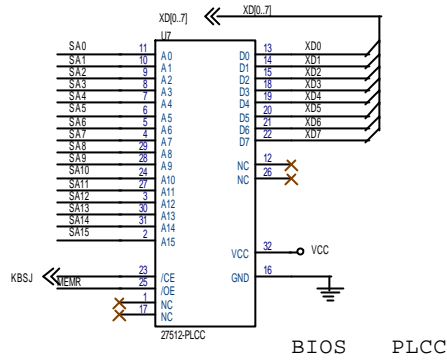 XD[0..7] XD[0..7]
U7
SA0 11 A0 D0 13 XD0
SA1 10 A1 D1 14 XD1
SA2 9 A2 D2 15 XD2
SA3 8 A3 D3 18 XD3
SA4 7 A4 D4 19 XD4
SA5 6 A5 D5 20 XD5
SA6 5 A6 D6 21 XD6
SA7 4 A7 D7 22 XD7
SA8 29 A8
SA9 28 A9 NC 12
SA10 24 A10 NC 26
SA11 27 A11
SA12 3 A12
SA13 30 A13
SA14 31 A14
SA15 2 A15 VCC 32 VCC
KBSJ 23 /CE GND 16
MEMR 25 /OE
1 NC
17 NC
27512-PLCC
BIOS PLCC